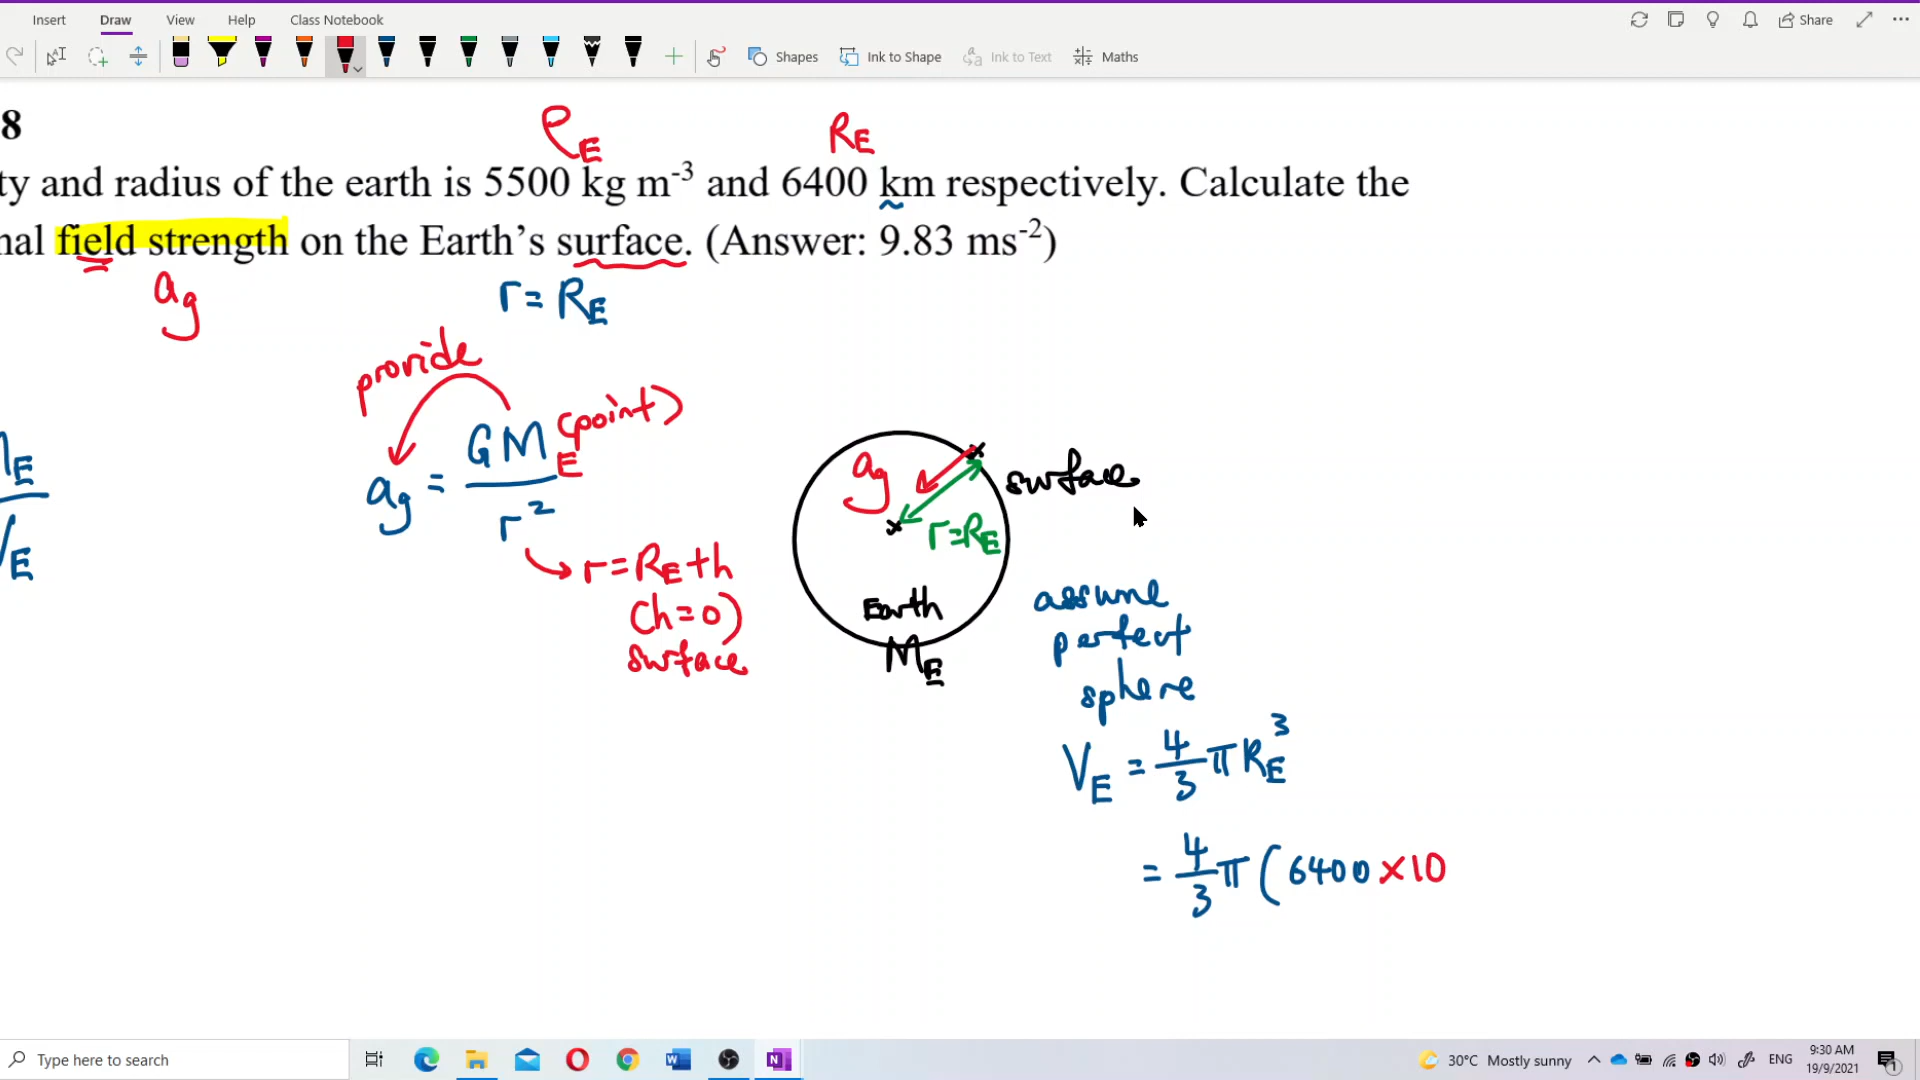 Insert Draw View Help Class Notebook Share
Shapes Ink to Shape Ink to Text Maths
8
ρE RE
ty and radius of the earth is 5500 kg m-3 and 6400 km respectively. Calculate the
nal field strength on the Earth's surface. (Answer: 9.83 ms-2)
ag r = RE
provide
ME
VE
ag = GME (point)
r2
r = RE + h
(h=0)
surface
ag
r=RE
surface
Earth
ME
assume
perfect
sphere
VE = 4/3 π RE3
= 4/3 π (6400 ×10
Type here to search
30°C Mostly sunny
ENG
9:30 AM
19/9/2021
1